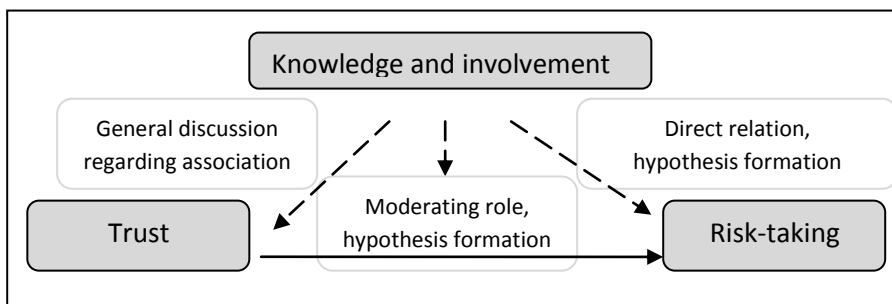 Knowledge and involvement
General discussion
regarding association
Direct relation,
hypothesis formation
Moderating role,
hypothesis formation
Trust
Risk-taking